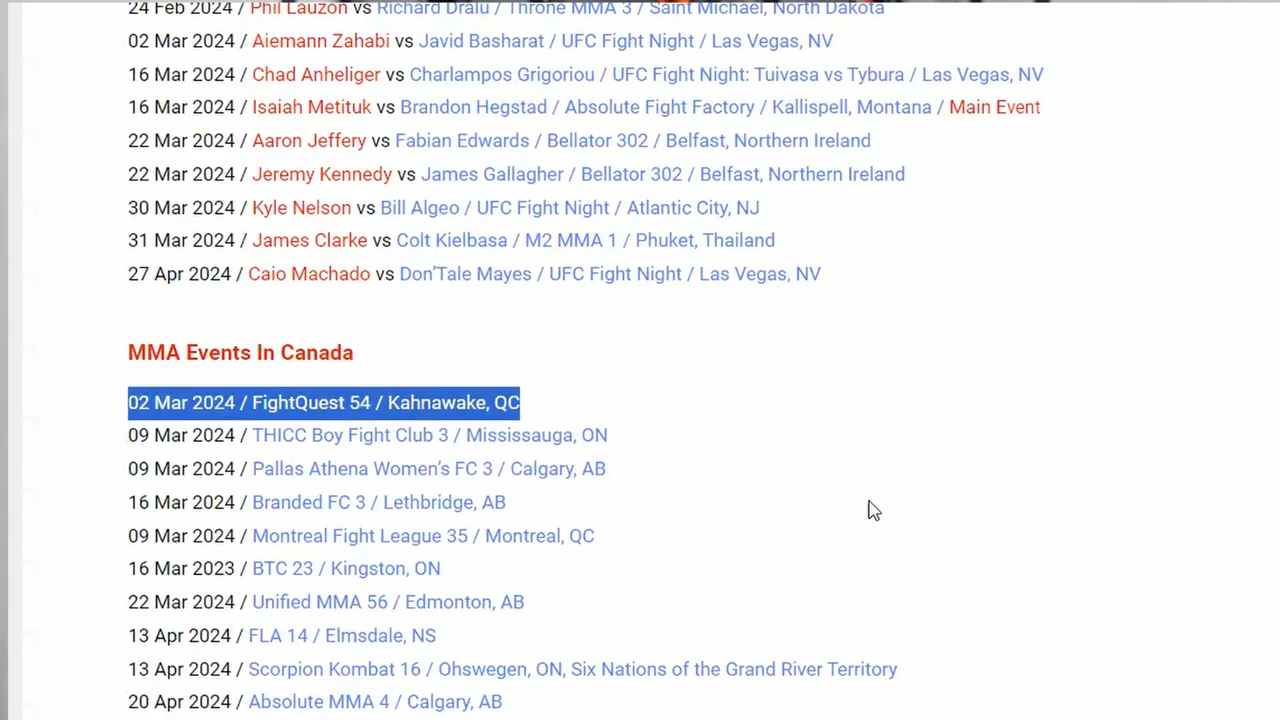 24 Feb 2024 / Phil Lauzon vs Richard Dralu / Throne MMA 3 / Saint Michael, North Dakota
02 Mar 2024 / Aiemann Zahabi vs Javid Basharat / UFC Fight Night / Las Vegas, NV
16 Mar 2024 / Chad Anheliger vs Charlampos Grigoriou / UFC Fight Night: Tuivasa vs Tybura / Las Vegas, NV
16 Mar 2024 / Isaiah Metituk vs Brandon Hegstad / Absolute Fight Factory / Kallispell, Montana / Main Event
22 Mar 2024 / Aaron Jeffery vs Fabian Edwards / Bellator 302 / Belfast, Northern Ireland
22 Mar 2024 / Jeremy Kennedy vs James Gallagher / Bellator 302 / Belfast, Northern Ireland
30 Mar 2024 / Kyle Nelson vs Bill Algeo / UFC Fight Night / Atlantic City, NJ
31 Mar 2024 / James Clarke vs Colt Kielbasa / M2 MMA 1 / Phuket, Thailand
27 Apr 2024 / Caio Machado vs Don'Tale Mayes / UFC Fight Night / Las Vegas, NV
MMA Events In Canada
02 Mar 2024 / FightQuest 54 / Kahnawake, QC
09 Mar 2024 / THICC Boy Fight Club 3 / Mississauga, ON
09 Mar 2024 / Pallas Athena Women's FC 3 / Calgary, AB
16 Mar 2024 / Branded FC 3 / Lethbridge, AB
09 Mar 2024 / Montreal Fight League 35 / Montreal, QC
16 Mar 2023 / BTC 23 / Kingston, ON
22 Mar 2024 / Unified MMA 56 / Edmonton, AB
13 Apr 2024 / FLA 14 / Elmsdale, NS
13 Apr 2024 / Scorpion Kombat 16 / Ohswegen, ON, Six Nations of the Grand River Territory
20 Apr 2024 / Absolute MMA 4 / Calgary, AB